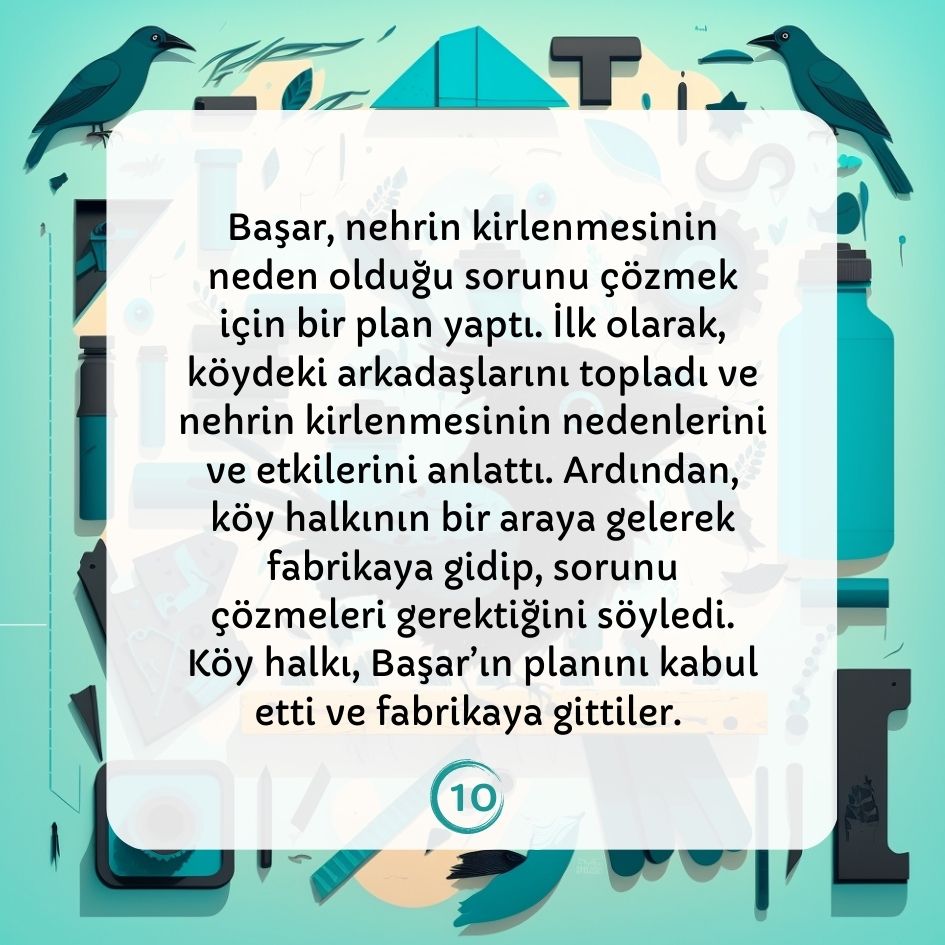 Başar, nehrin kirlenmesinin
neden olduğu sorunu çözmek
için bir plan yaptı. İlk olarak,
köydeki arkadaşlarını topladı ve
nehrin kirlenmesinin nedenlerini
ve etkilerini anlattı. Ardından,
köy halkının bir araya gelerek
fabrikaya gidip, sorunu
çözmeleri gerektiğini söyledi.
Köy halkı, Başar’ın planını kabul
etti ve fabrikaya gittiler.
10